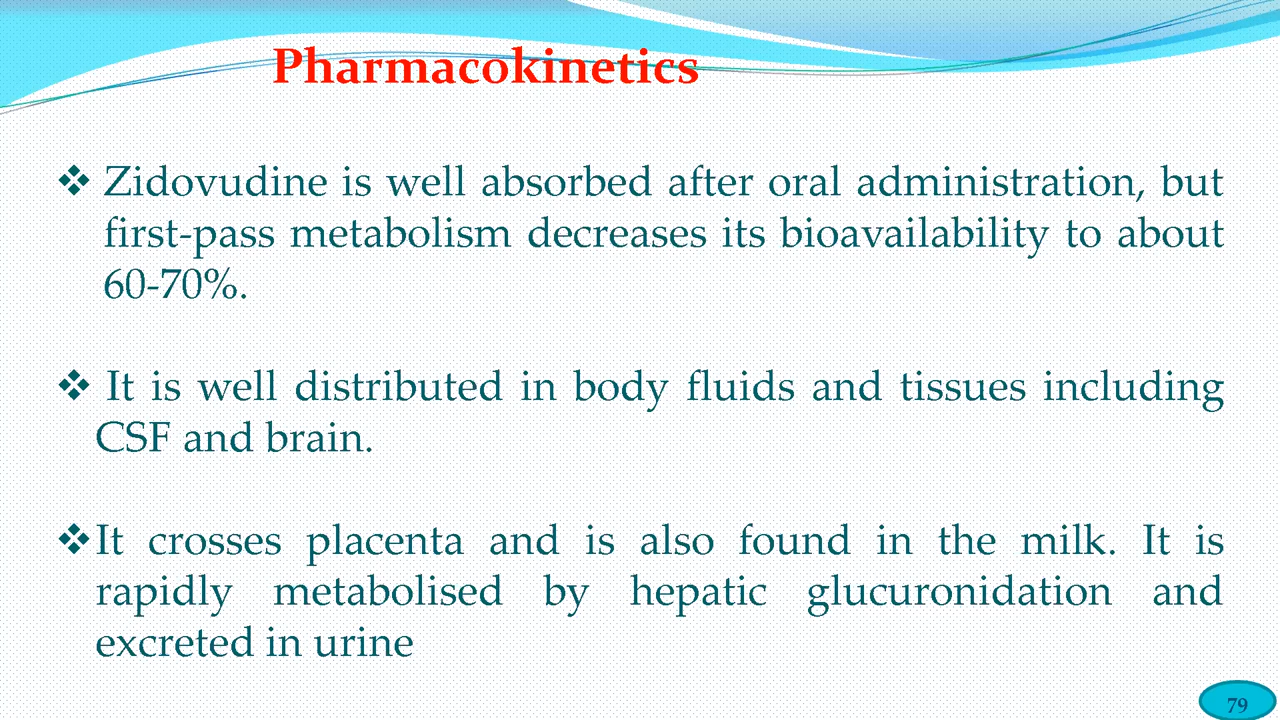 Pharmacokinetics
❖ Zidovudine is well absorbed after oral administration, but
first-pass metabolism decreases its bioavailability to about
60-70%.
❖ It is well distributed in body fluids and tissues including
CSF and brain.
❖It crosses placenta and is also found in the milk. It is
rapidly metabolised by hepatic glucuronidation and
excreted in urine
79